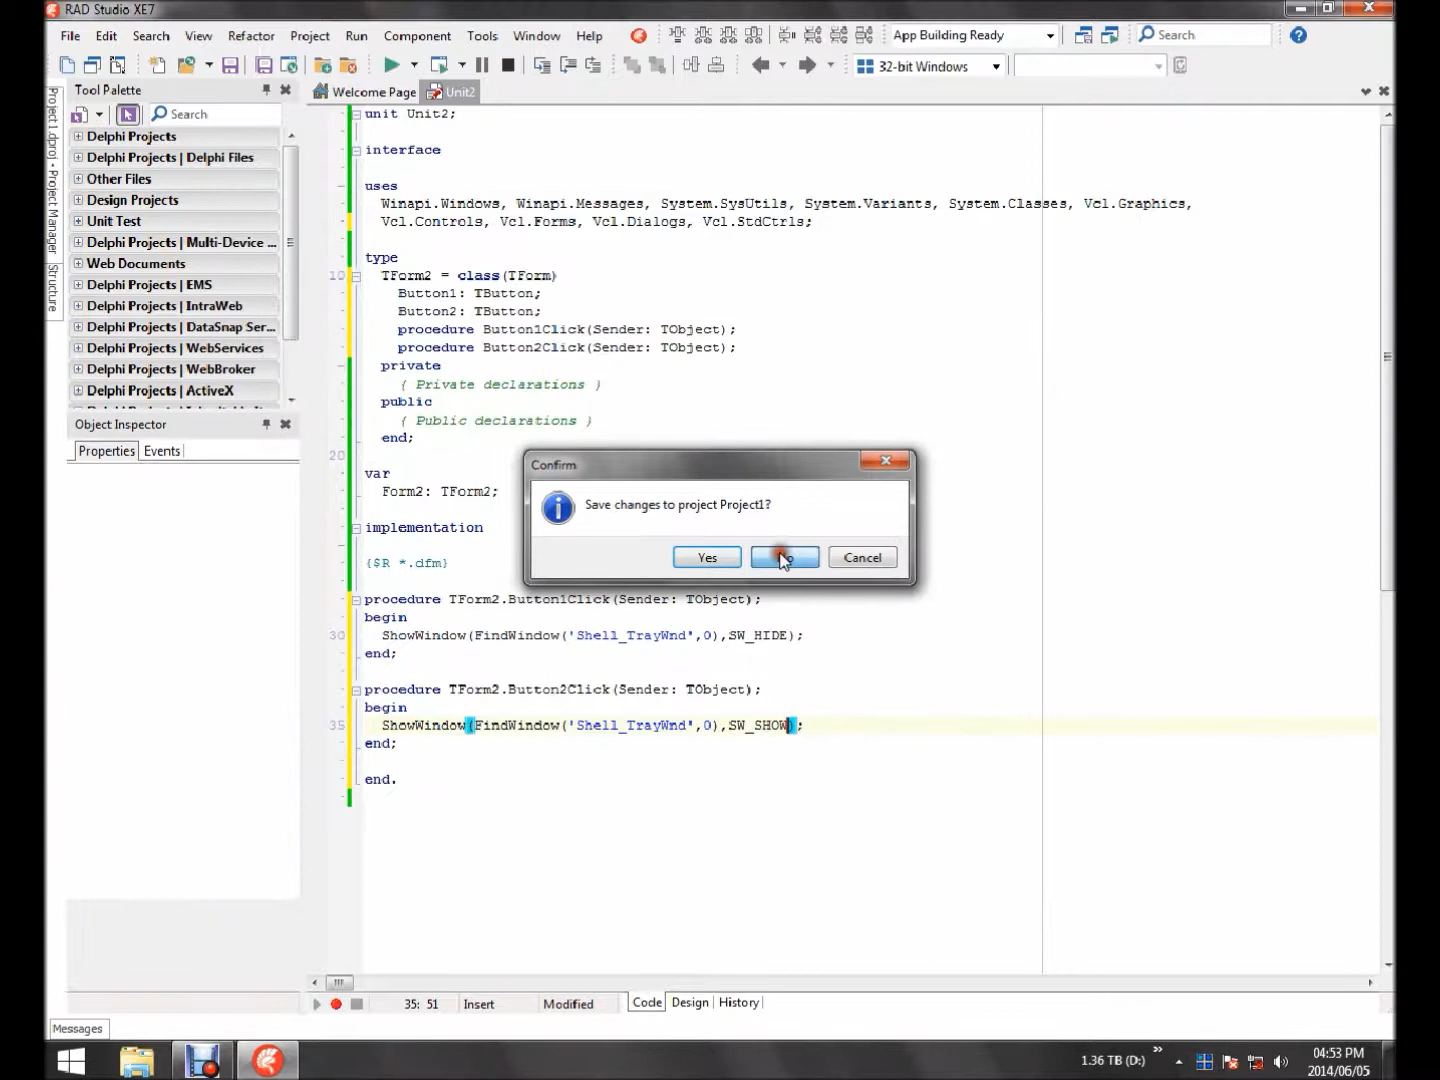 RAD Studio XE7
File Edit Search View Refactor Project Run Component Tools Window Help
App Building Ready
Search
32-bit Windows
Tool Palette
Welcome Page
Unit2
Search
Project1.dproj - Project Manager
Structure
Delphi Projects
Delphi Projects | Delphi Files
Other Files
Design Projects
Unit Test
Delphi Projects | Multi-Device ...
Web Documents
Delphi Projects | EMS
Delphi Projects | IntraWeb
Delphi Projects | DataSnap Ser...
Delphi Projects | WebServices
Delphi Projects | WebBroker
Delphi Projects | ActiveX
Object Inspector
Properties Events
unit Unit2;
interface
uses
Winapi.Windows, Winapi.Messages, System.SysUtils, System.Variants, System.Classes, Vcl.Graphics,
Vcl.Controls, Vcl.Forms, Vcl.Dialogs, Vcl.StdCtrls;
type
10 TForm2 = class(TForm)
Button1: TButton;
Button2: TButton;
procedure Button1Click(Sender: TObject);
procedure Button2Click(Sender: TObject);
private
{ Private declarations }
public
{ Public declarations }
end;
20
var
Form2: TForm2;
implementation
{$R *.dfm}
procedure TForm2.Button1Click(Sender: TObject);
begin
30 ShowWindow(FindWindow('Shell_TrayWnd',0),SW_HIDE);
end;
procedure TForm2.Button2Click(Sender: TObject);
begin
35 ShowWindow(FindWindow('Shell_TrayWnd',0),SW_SHOW);
end;
end.
Confirm
Save changes to project Project1?
Yes
Cancel
35: 51 Insert Modified Code Design History
Messages
1.36 TB (D:)
04:53 PM
2014/06/05